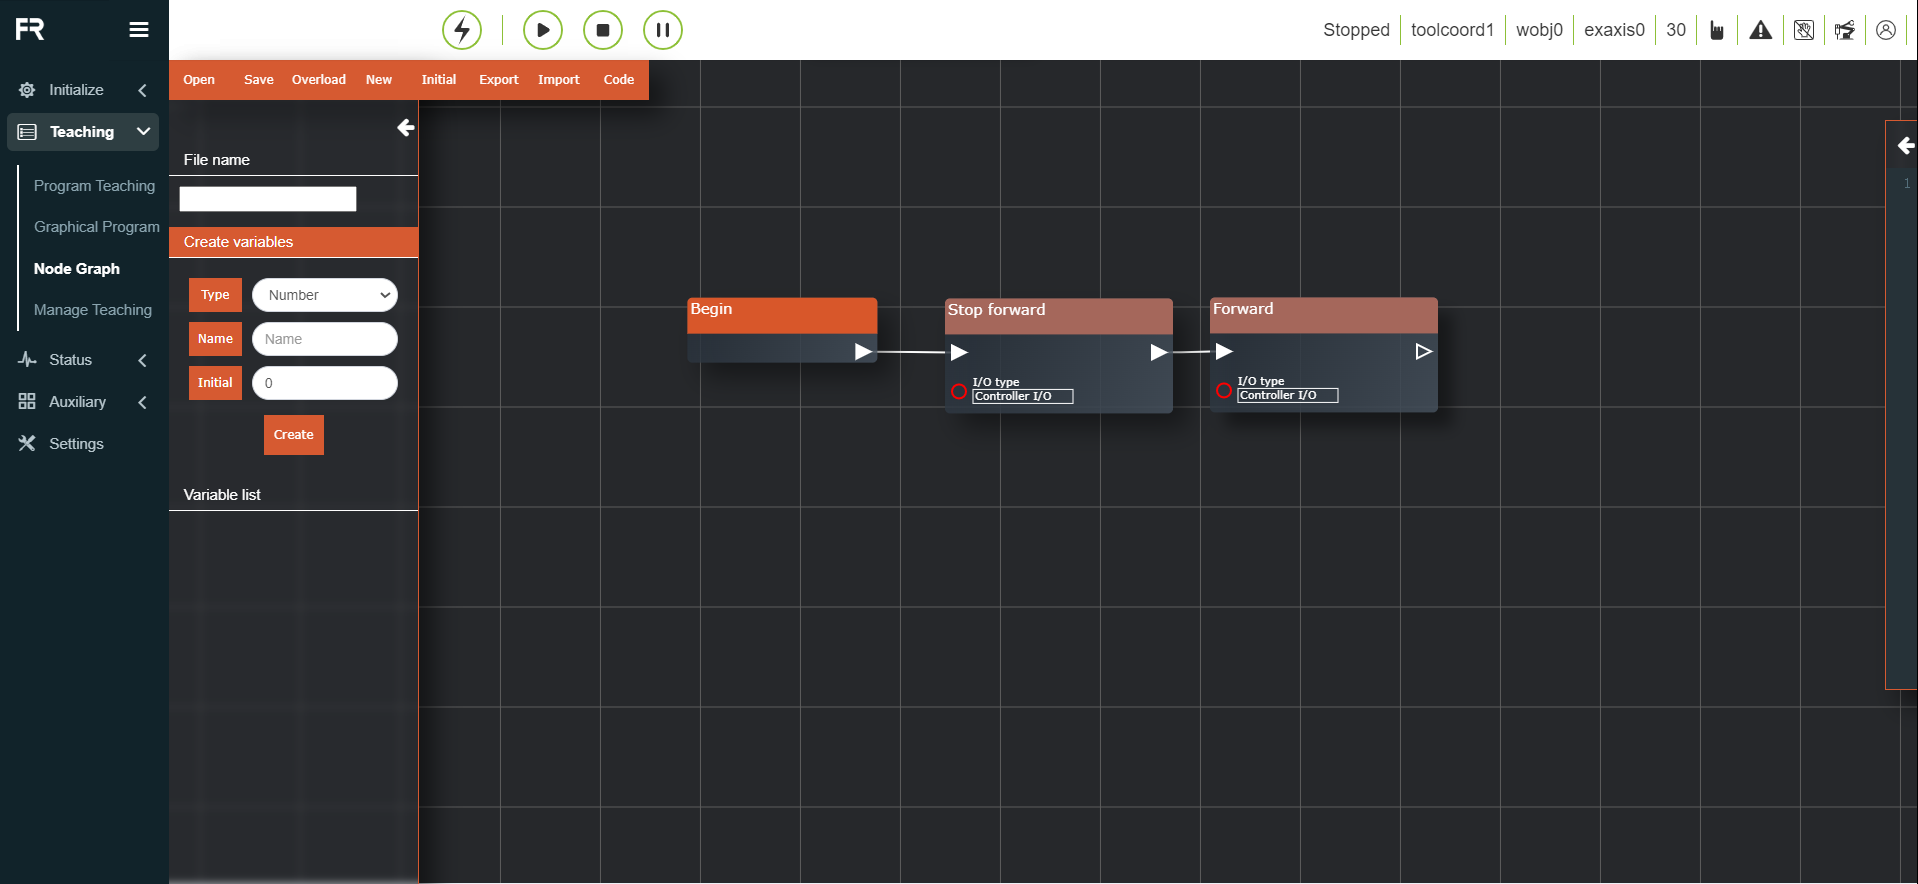 FR
Stopped
toolcoord1
wobj0
exaxis0
30
Initialize
Teaching
Program Teaching
Graphical Program
Node Graph
Manage Teaching
Status
Auxiliary
Settings
Open Save Overload New Initial Export Import Code
File name
Create variables
Type Number
Name Name
Initial 0
Create
Variable list
Begin
Stop forward
I/O type
Controller I/O
Forward
I/O type
Controller I/O
1